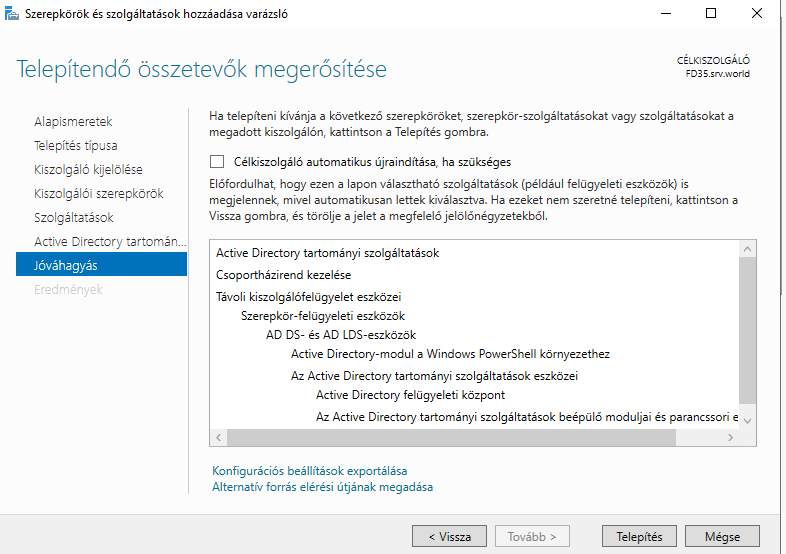 Szerepkörök és szolgáltatások hozzáadása varázsló
Telepítendő összetevők megerősítése
CÉLKISZOLGÁLÓ
FD35.srv.world
Alapismeretek
Telepítés típusa
Kiszolgáló kijelölése
Kiszolgálói szerepkörök
Szolgáltatások
Active Directory tartomán...
Jóváhagyás
Eredmények
Ha telepíteni kívánja a következő szerepköröket, szerepkör-szolgáltatásokat vagy szolgáltatásokat a
megadott kiszolgálón, kattintson a Telepítés gombra.
Célkiszolgáló automatikus újraindítása, ha szükséges
Előfordulhat, hogy ezen a lapon választható szolgáltatások (például felügyeleti eszközök) is
megjelennek, mivel automatikusan lettek kiválasztva. Ha ezeket nem szeretné telepíteni, kattintson a
Vissza gombra, és törölje a jelet a megfelelő jelölőnégyzetekből.
Active Directory tartományi szolgáltatások
Csoportházirend kezelése
Távoli kiszolgálófelügyelet eszközei
Szerepkör-felügyeleti eszközök
AD DS- és AD LDS-eszközök
Active Directory-modul a Windows PowerShell környezethez
Az Active Directory tartományi szolgáltatások eszközei
Active Directory felügyeleti központ
Az Active Directory tartományi szolgáltatások beépülő moduljai és parancssori e
Konfigurációs beállítások exportálása
Alternatív forrás elérési útjának megadása
< Vissza
Tovább >
Telepítés
Mégse